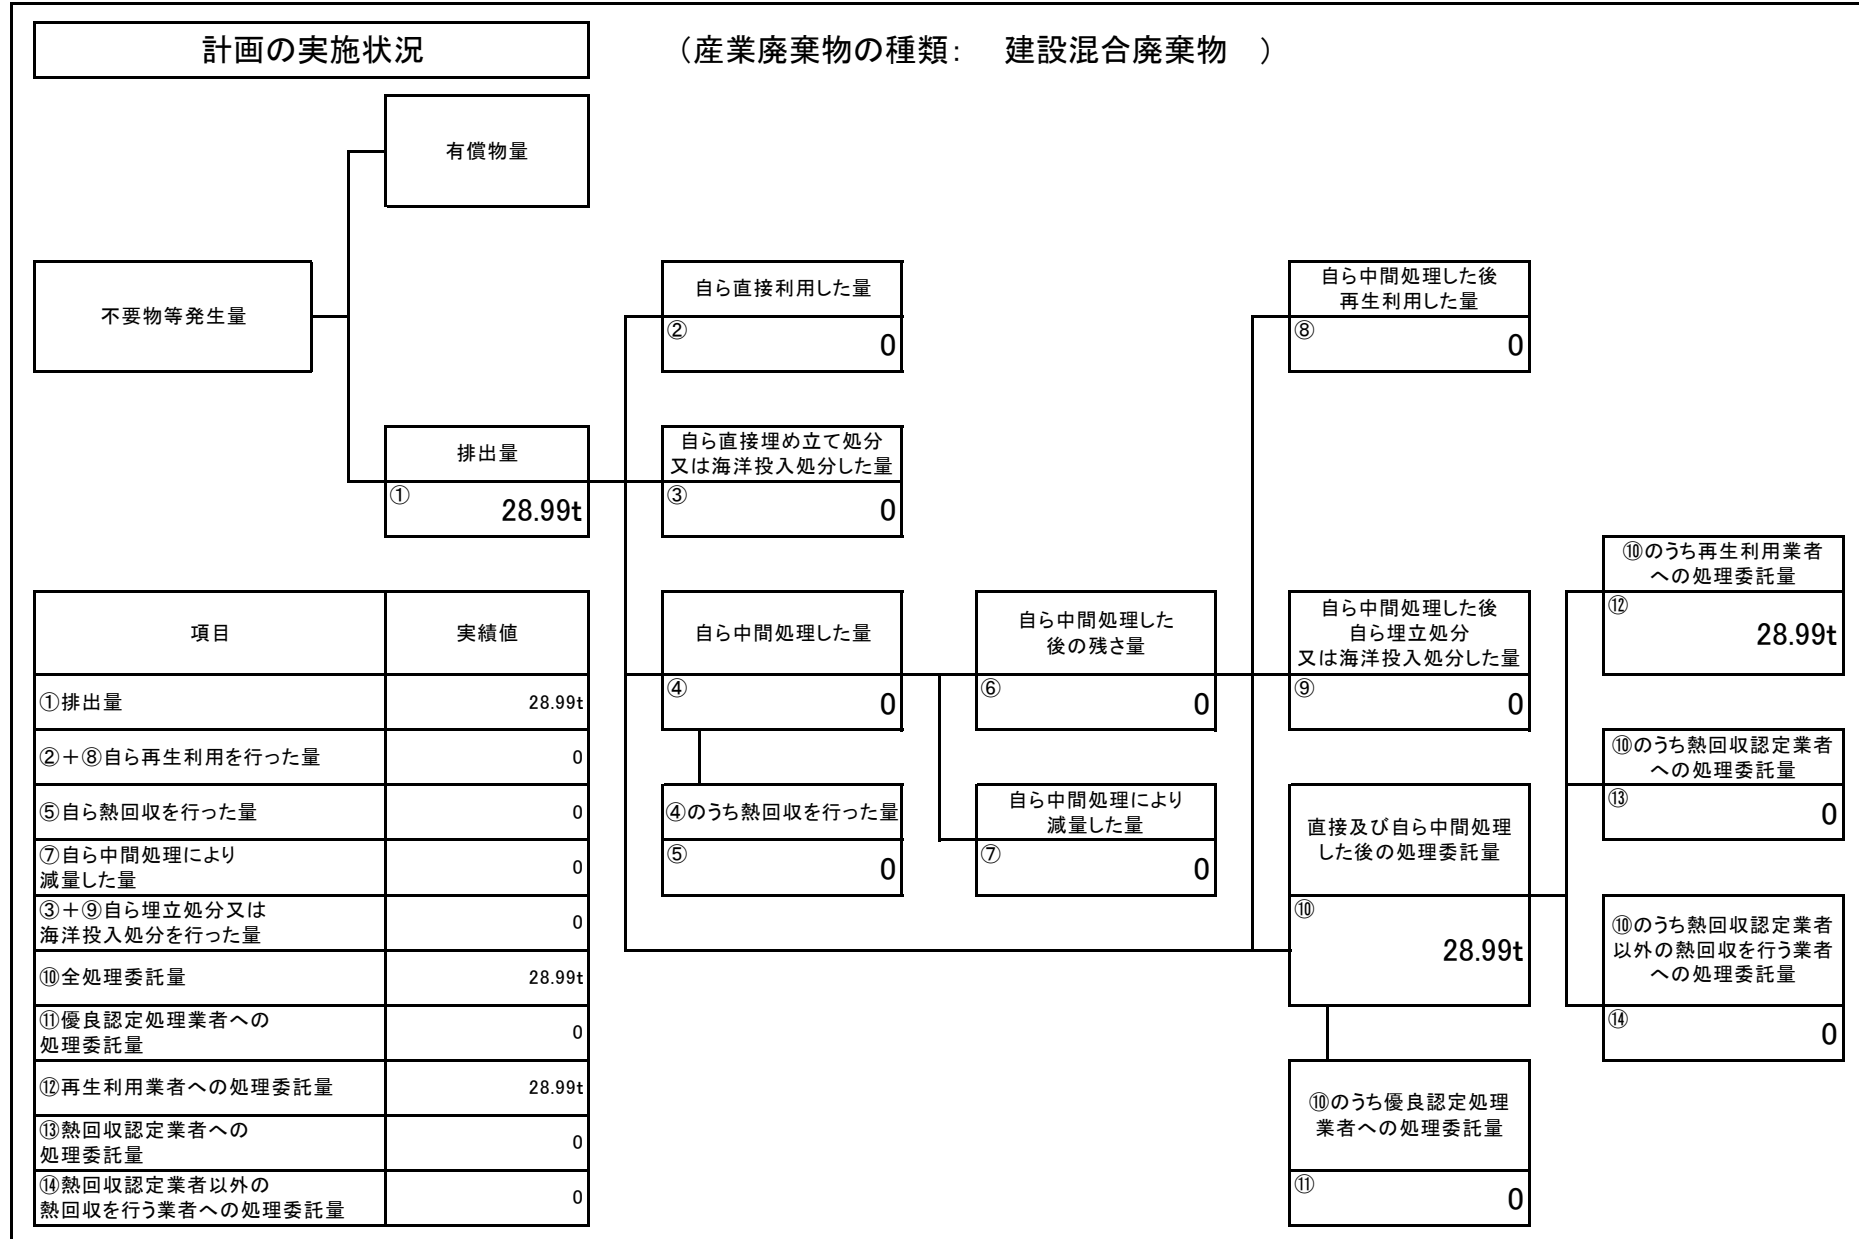 計画の実施状況
（産業廃棄物の種類：　建設混合廃棄物　）
有償物量
不要物等発生量
排出量
①
28.99t
自ら直接利用した量
②
0
自ら直接埋め立て処分
又は海洋投入処分した量
③
0
自ら中間処理した量
④
0
④のうち熱回収を行った量
⑤
0
自ら中間処理した
後の残さ量
⑥
0
自ら中間処理により
減量した量
⑦
0
自ら中間処理した後
再生利用した量
⑧
0
自ら中間処理した後
自ら埋立処分
又は海洋投入処分した量
⑨
0
直接及び自ら中間処理
した後の処理委託量
⑩
28.99t
⑩のうち優良認定処理
業者への処理委託量
⑪
0
⑩のうち再生利用業者
への処理委託量
⑫
28.99t
⑩のうち熱回収認定業者
への処理委託量
⑬
0
⑩のうち熱回収認定業者
以外の熱回収を行う業者
への処理委託量
⑭
0
項目 実績値
①排出量 28.99t
②＋⑧自ら再生利用を行った量 0
⑤自ら熱回収を行った量 0
⑦自ら中間処理により
減量した量 0
③＋⑨自ら埋立処分又は
海洋投入処分を行った量 0
⑩全処理委託量 28.99t
⑪優良認定処理業者への
処理委託量 0
⑫再生利用業者への処理委託量 28.99t
⑬熱回収認定業者への
処理委託量 0
⑭熱回収認定業者以外の
熱回収を行う業者への処理委託量 0